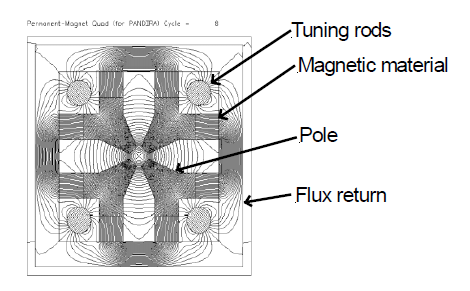 Permanent-Magnet Quad (for PANDIRA) Cycle = 8
Tuning rods
Magnetic material
Pole
Flux return